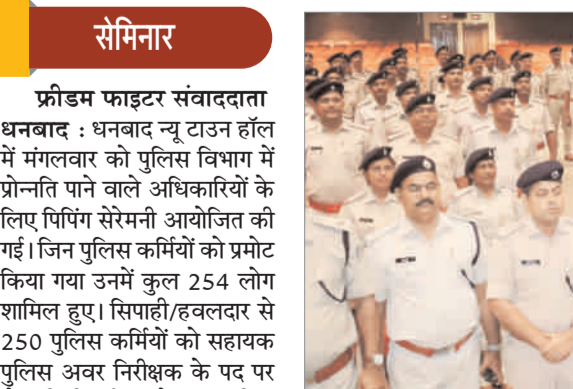 सेमिनार
फ्रीडम फाइटर संवाददाता
धनबाद : धनबाद न्यू टाउन हॉल
में मंगलवार को पुलिस विभाग में
प्रोन्नति पाने वाले अधिकारियों के
लिए पिपिंग सेरेमनी आयोजित की
गई। जिन पुलिस कर्मियों को प्रमोट
किया गया उनमें कुल 254 लोग
शामिल हुए। सिपाही/हवलदार से
250 पुलिस कर्मियों को सहायक
पुलिस अवर निरीक्षक के पद पर